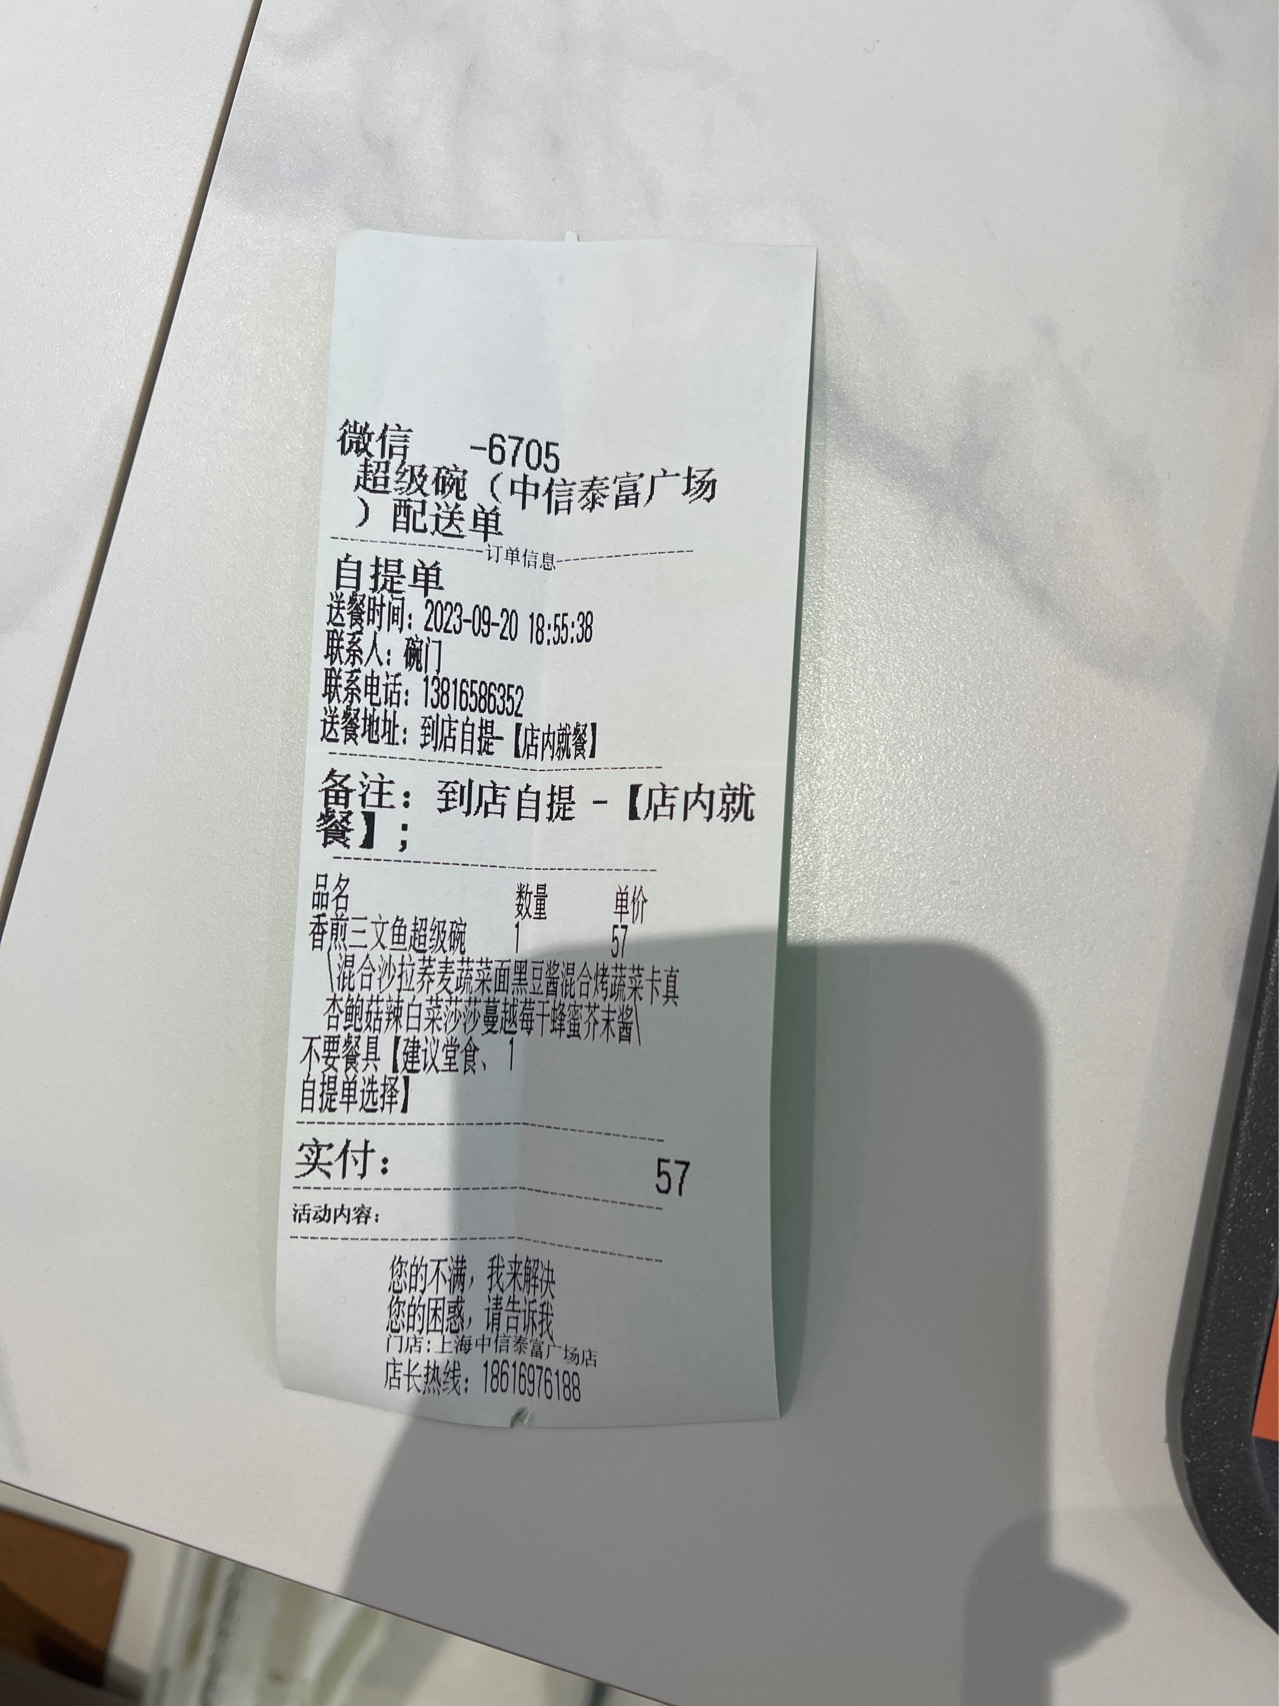 微信 -6705
超级碗（中信泰富广场
）配送单
订单信息
自提单
送餐时间：2023-09-20 18:55:38
联系人：碗门
联系电话：13816586352
送餐地址：到店自提-【店内就餐】
备注：到店自提-【店内就
餐】；
品名 数量 单价
香煎三文鱼超级碗 1 57
\混合沙拉荞麦蔬菜面黑豆酱混合烤蔬菜卡真
杏鲍菇辣白菜莎莎蔓越莓干蜂蜜芥末酱\
不要餐具【建议堂食、 1
自提单选择】
实付： 57
活动内容：
您的不满，我来解决
您的困惑，请告诉我
门店：上海中信泰富广场店
店长热线：18616976188